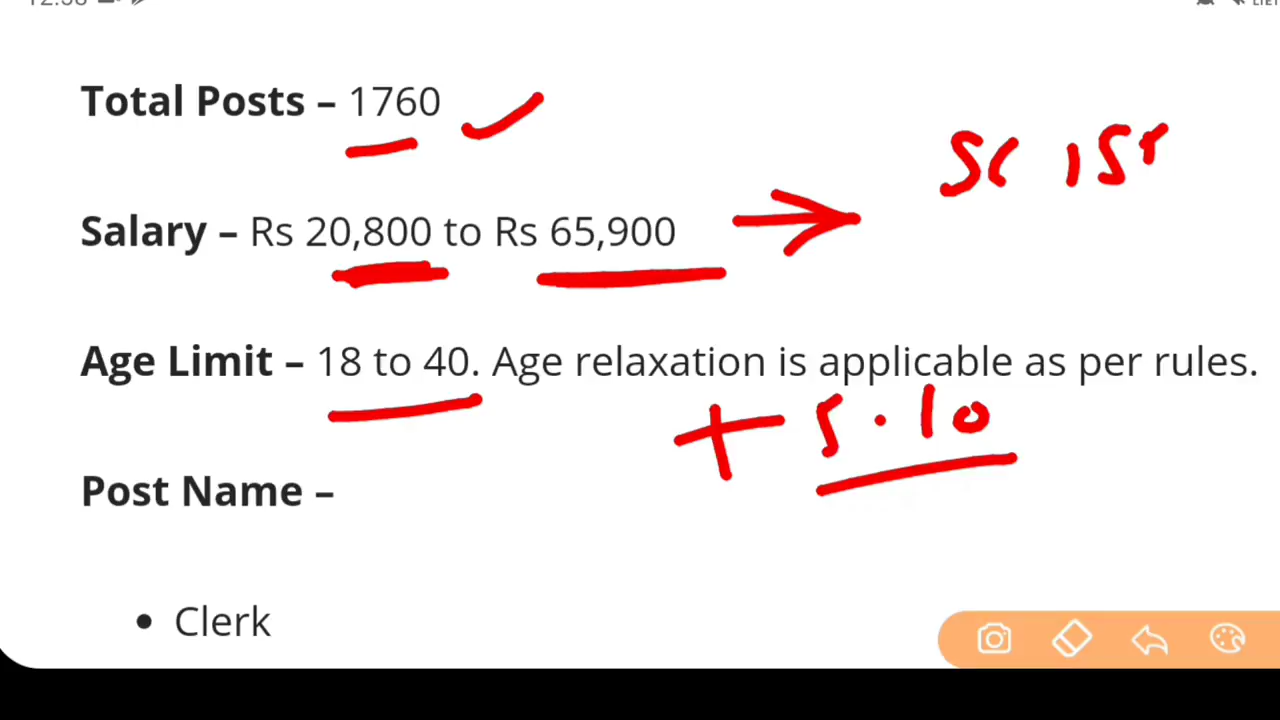 Total Posts – 1760
SC, ST
Salary – Rs 20,800 to Rs 65,900
Age Limit – 18 to 40. Age relaxation is applicable as per rules.
+ 5.10
Post Name –
• Clerk